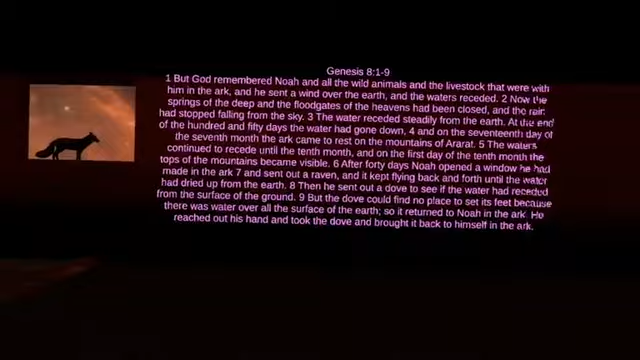 Genesis 8:1-9
1 But God remembered Noah and all the wild animals and the livestock that were with
him in the ark, and he sent a wind over the earth, and the waters receded. 2 Now the
springs of the deep and the floodgates of the heavens had been closed, and the rain
had stopped falling from the sky. 3 The water receded steadily from the earth. At the end
of the hundred and fifty days the water had gone down, 4 and on the seventeenth day of
the seventh month the ark came to rest on the mountains of Ararat. 5 The waters
continued to recede until the tenth month, and on the first day of the tenth month the
tops of the mountains became visible. 6 After forty days Noah opened a window he had
made in the ark 7 and sent out a raven, and it kept flying back and forth until the water
had dried up from the earth. 8 Then he sent out a dove to see if the water had receded
from the surface of the ground. 9 But the dove could find no place to set its feet because
there was water over all the surface of the earth; so it returned to Noah in the ark. He
reached out his hand and took the dove and brought it back to himself in the ark.